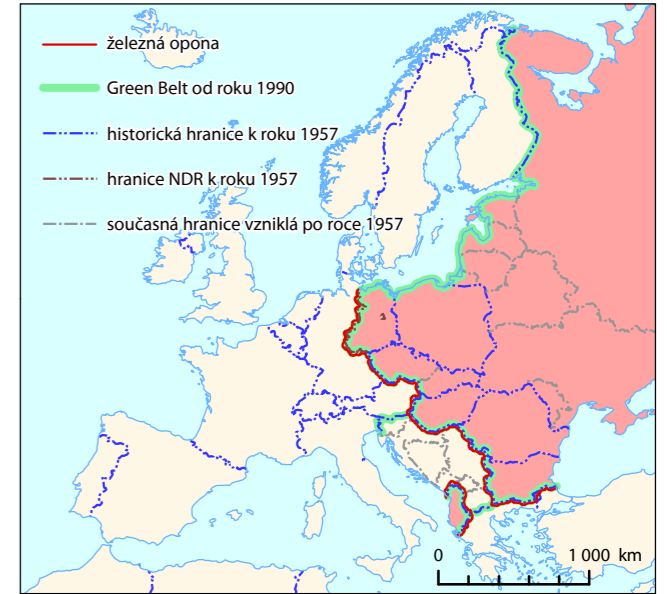 železná opona
Green Belt od roku 1990
historická hranice k roku 1957
hranice NDR k roku 1957
současná hranice vzniklá po roce 1957
0 1 000 km